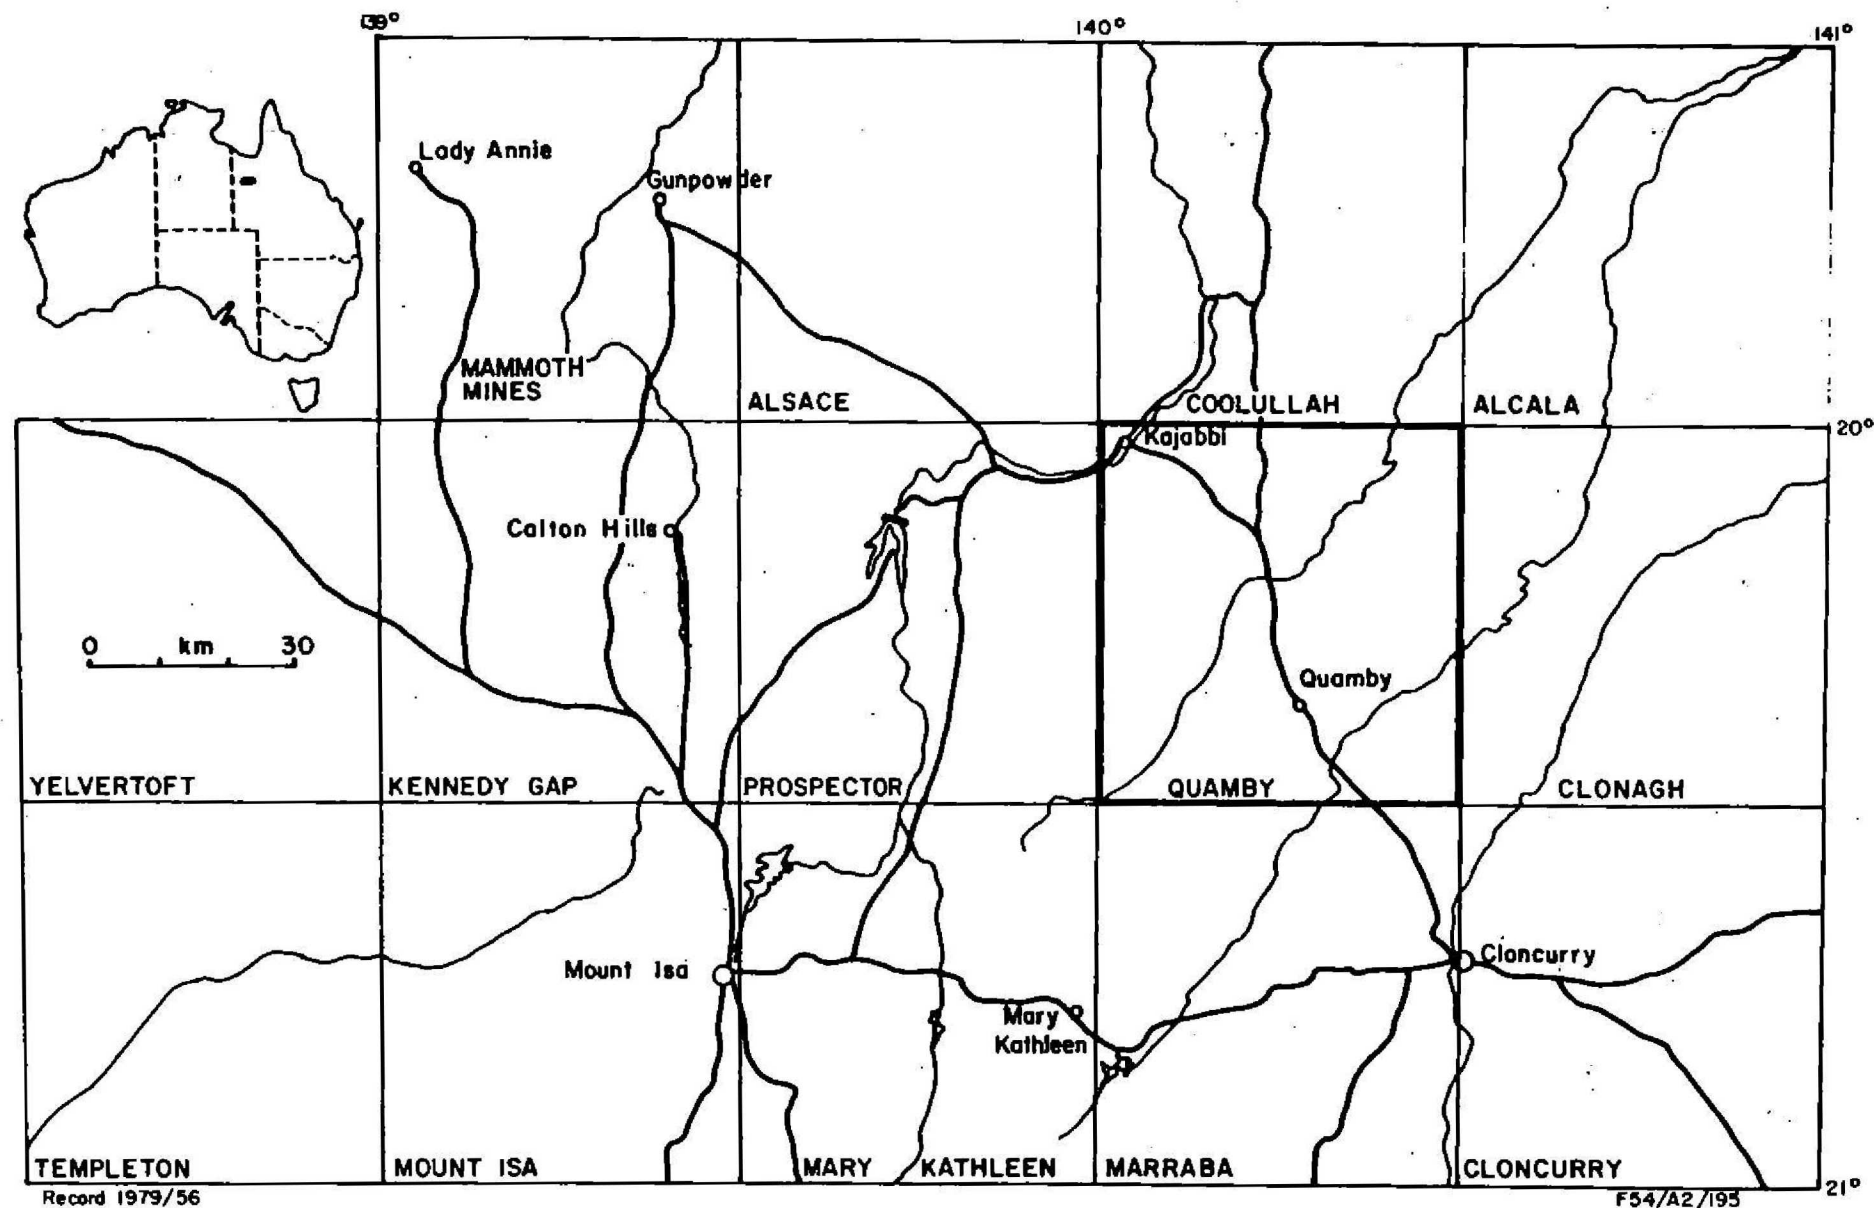 139°
140°
141°
Lady Annie
Gunpowder
MAMMOTH
MINES
ALSACE
COOLULLAH
ALCALA
20°
Kajabbi
Calton Hills
0 km 30
Quamby
YELVERTOFT
KENNEDY GAP
PROSPECTOR
QUAMBY
CLONAGH
Cloncurry
Mount Isa
Mary
Kathleen
TEMPLETON
MOUNT ISA
MARY KATHLEEN
MARRABA
CLONCURRY
21°
Record 1979/56
F54/A2/195